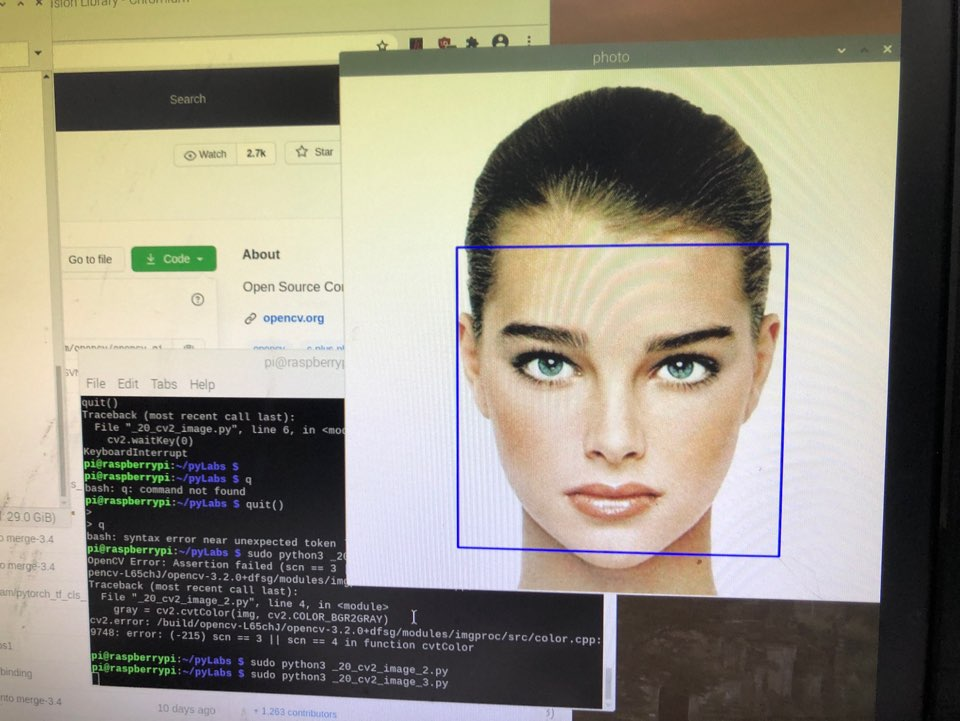 sion Library - Chromium
photo
Search
Watch 2.7k Star
Go to file Code
About
Open Source Co
opencv.org
pi@raspberrypi
File Edit Tabs Help
quit()
Traceback (most recent call last):
File "_20_cv2_image.py", line 6, in <mod
cv2.waitKey(0)
KeyboardInterrupt
pi@raspberrypi:~/pyLabs $
pi@raspberrypi:~/pyLabs $ q
bash: q: command not found
pi@raspberrypi:~/pyLabs $ quit()
>
> q
bash: syntax error near unexpected token
pi@raspberrypi:~/pyLabs $ sudo python3 _20
OpenCV Error: Assertion failed (scn == 3
pencv-L65chJ/opencv-3.2.0+dfsg/modules/img
Traceback (most recent call last):
File "_20_cv2_image_2.py", line 4, in <module>
gray = cv2.cvtColor(img, cv2.COLOR_BGR2GRAY)
cv2.error: /build/opencv-L65chJ/opencv-3.2.0+dfsg/modules/imgproc/src/color.cpp:
9748: error: (-215) scn == 3 || scn == 4 in function cvtColor
pi@raspberrypi:~/pyLabs $ sudo python3 _20_cv2_image_2.py
pi@raspberrypi:~/pyLabs $ sudo python3 _20_cv2_image_3.py
29.0 GiB)
o merge-3.4
o merge-3.4
am/pytorch_tf_cls_
binding
nto merge-3.4
10 days ago
+ 1,263 contributors